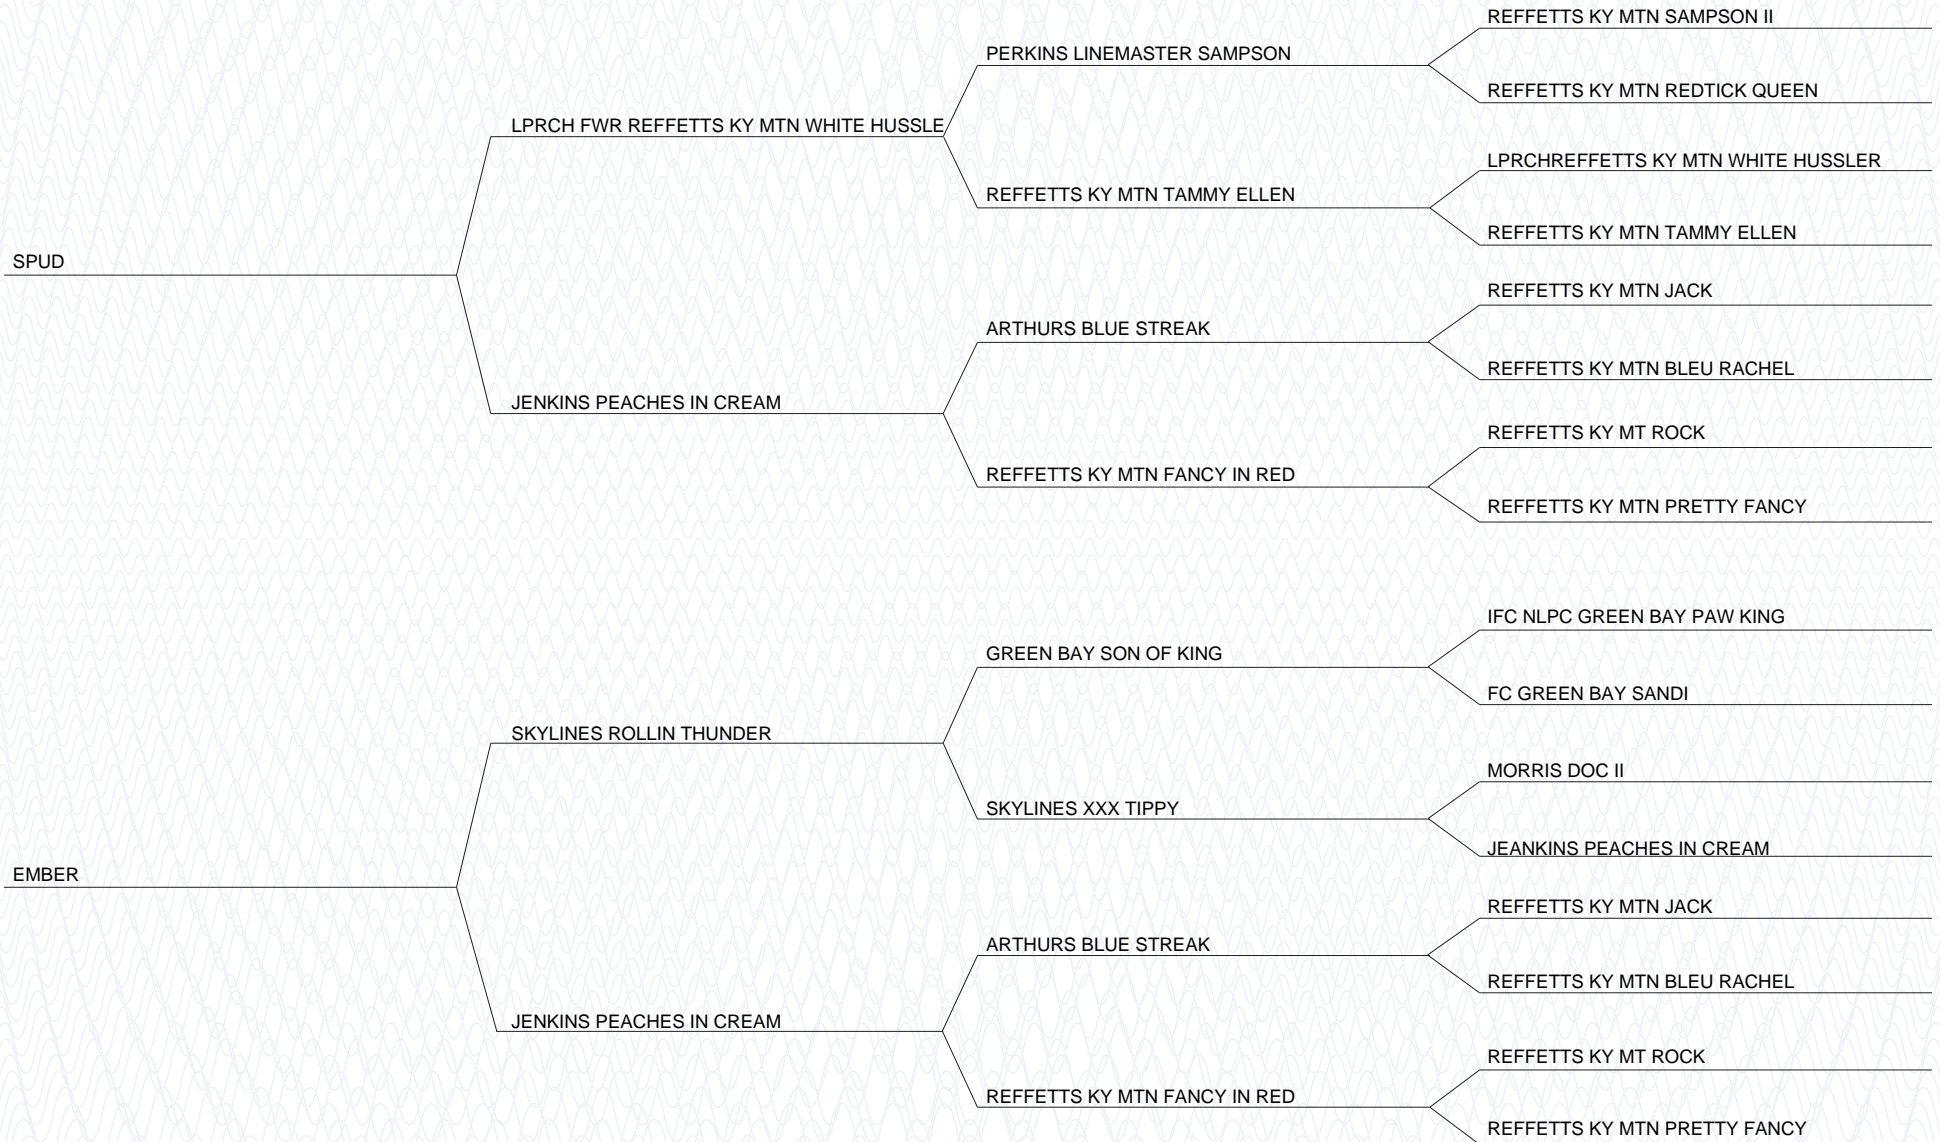 REFFETTS KY MTN SAMPSON II
PERKINS LINEMASTER SAMPSON
REFFETTS KY MTN REDTICK QUEEN
LPRCH FWR REFFETTS KY MTN WHITE HUSSLE
LPRCHREFFETTS KY MTN WHITE HUSSLER
REFFETTS KY MTN TAMMY ELLEN
REFFETTS KY MTN TAMMY ELLEN
SPUD
REFFETTS KY MTN JACK
ARTHURS BLUE STREAK
REFFETTS KY MTN BLEU RACHEL
JENKINS PEACHES IN CREAM
REFFETTS KY MT ROCK
REFFETTS KY MTN FANCY IN RED
REFFETTS KY MTN PRETTY FANCY
IFC NLPC GREEN BAY PAW KING
GREEN BAY SON OF KING
FC GREEN BAY SANDI
SKYLINES ROLLIN THUNDER
MORRIS DOC II
SKYLINES XXX TIPPY
JEANKINS PEACHES IN CREAM
EMBER
REFFETTS KY MTN JACK
ARTHURS BLUE STREAK
REFFETTS KY MTN BLEU RACHEL
JENKINS PEACHES IN CREAM
REFFETTS KY MT ROCK
REFFETTS KY MTN FANCY IN RED
REFFETTS KY MTN PRETTY FANCY